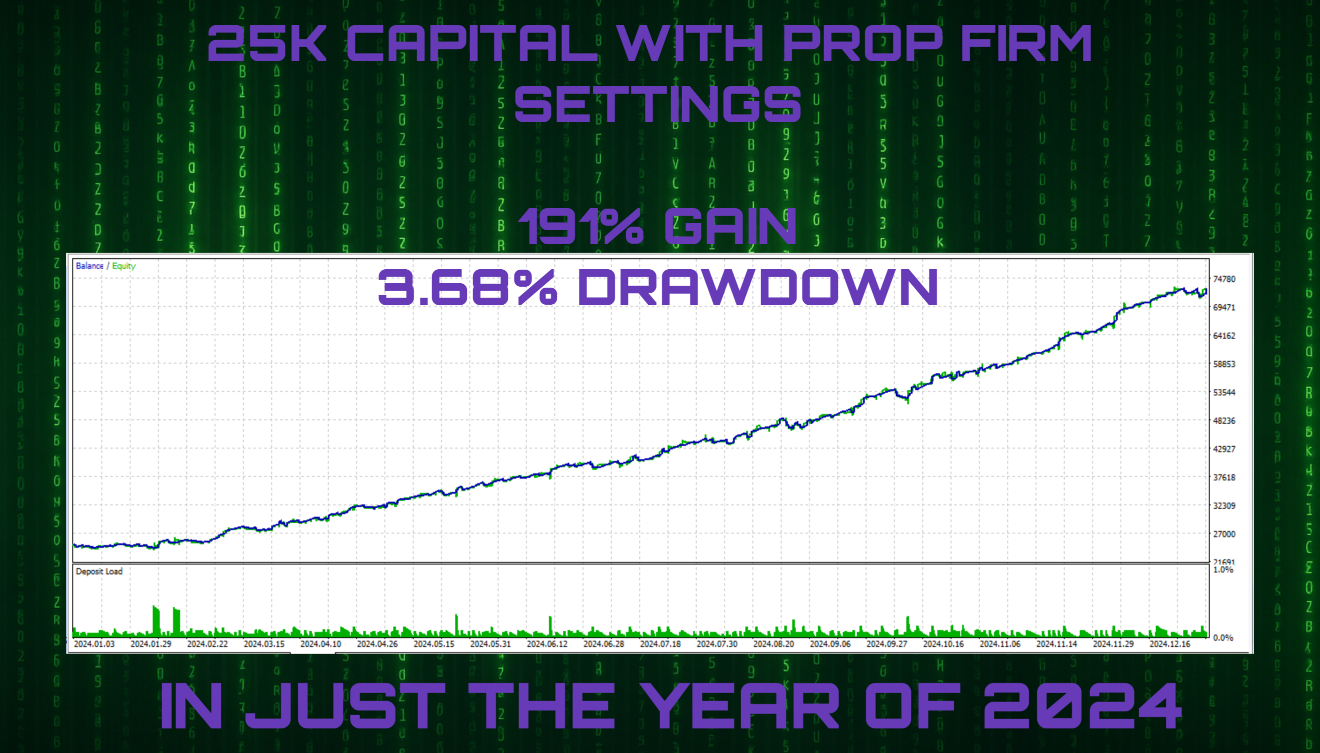 25K CAPITAL WITH PROP FIRM
SETTINGS
191% GAIN
Balance / Equity
3.68% DRAWDOWN
74780
69471
64162
58853
53544
48236
42927
37618
32309
27000
21691
Deposit Load
1.0%
0.0%
2024.01.03 2024.01.29 2024.02.22 2024.03.15 2024.04.10 2024.04.26 2024.05.15 2024.05.31 2024.06.12 2024.06.28 2024.07.18 2024.07.30 2024.08.20 2024.09.06 2024.09.27 2024.10.16 2024.11.06 2024.11.14 2024.11.29 2024.12.16
IN JUST THE YEAR OF 2024